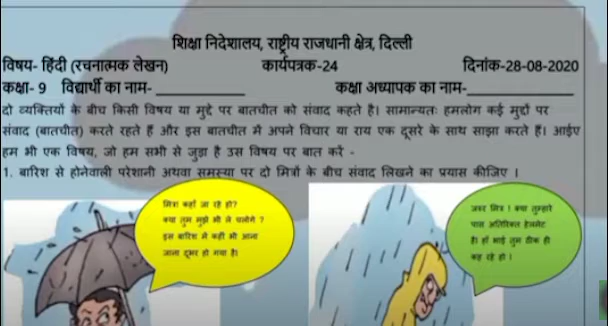 शिक्षा निदेशालय, राष्ट्रीय राजधानी क्षेत्र, दिल्ली
विषय- हिंदी (रचनात्मक लेखन) कार्यपत्रक-24 दिनांक-28-08-2020
कक्षा- 9 विद्यार्थी का नाम-____________ कक्षा अध्यापक का नाम-____________
दो व्यक्तियों के बीच किसी विषय या मुद्दे पर बातचीत को संवाद कहते है। सामान्यतः हमलोग कई मुद्दों पर
संवाद (बातचीत) करते रहते हैं और इस बातचीत में अपने विचार या राय एक दूसरे के साथ साझा करते हैं। आईए
हम भी एक विषय, जो हम सभी से जुड़ा है उस विषय पर बात करें -
1. बारिश से होनेवाली परेशानी अथवा समस्या पर दो मित्रों के बीच संवाद लिखने का प्रयास कीजिए ।
मित्र! कहाँ जा रहे हो?
क्या तुम मुझे भी ले चलोगे ?
इस बारिश में कहीं भी आना
जाना दूभर हो गया है।
जरूर मित्र ! क्या तुम्हारे
पास अतिरिक्त हेलमेट
है। हाँ भाई तुम ठीक ही
कह रहे हो !